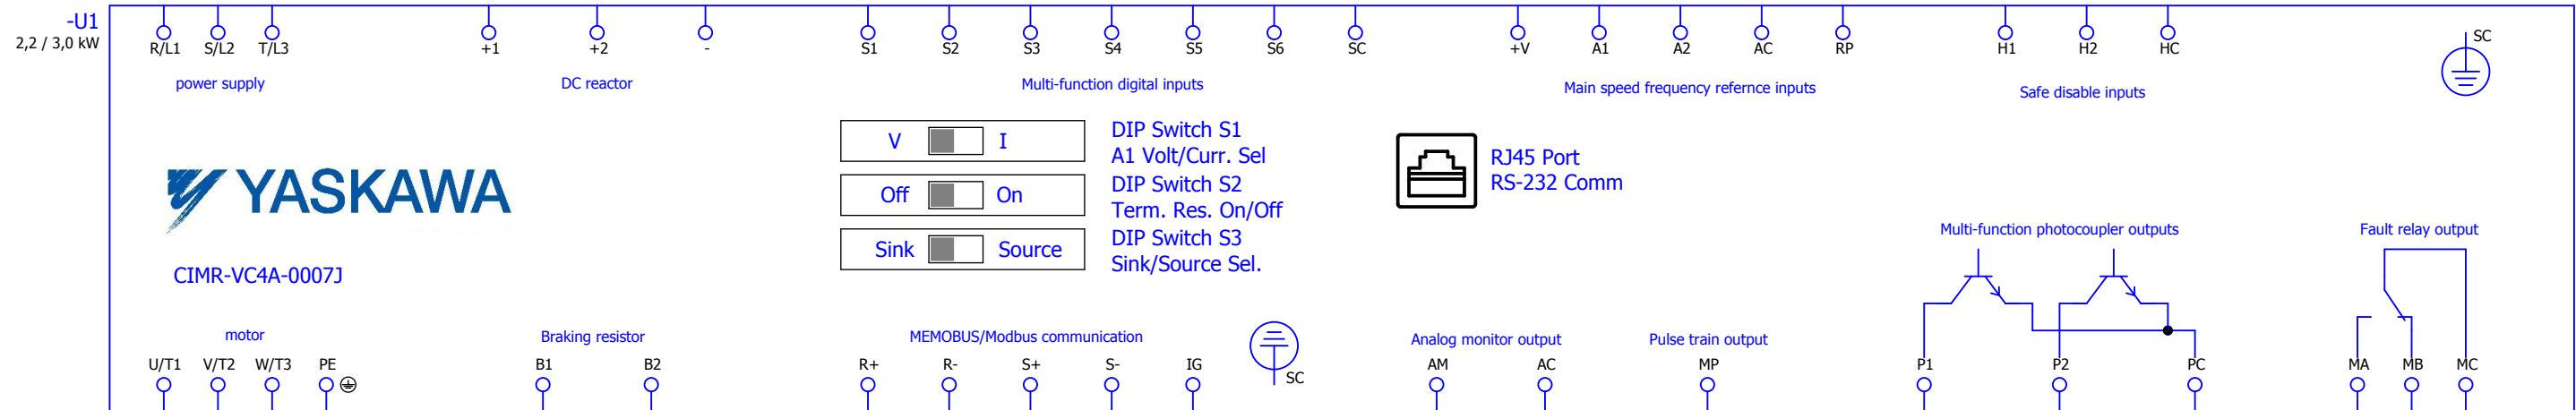 -U1
2,2 / 3,0 kW
R/L1 S/L2 T/L3 +1 +2 - S1 S2 S3 S4 S5 S6 SC +V A1 A2 AC RP H1 H2 HC SC
power supply DC reactor Multi-function digital inputs Main speed frequency refernce inputs Safe disable inputs
V I DIP Switch S1
A1 Volt/Curr. Sel
Off On DIP Switch S2
Term. Res. On/Off
Sink Source DIP Switch S3
Sink/Source Sel.
RJ45 Port
RS-232 Comm
YASKAWA
CIMR-VC4A-0007J
Multi-function photocoupler outputs Fault relay output
motor Braking resistor MEMOBUS/Modbus communication Analog monitor output Pulse train output
U/T1 V/T2 W/T3 PE B1 B2 R+ R- S+ S- IG SC AM AC MP P1 P2 PC MA MB MC